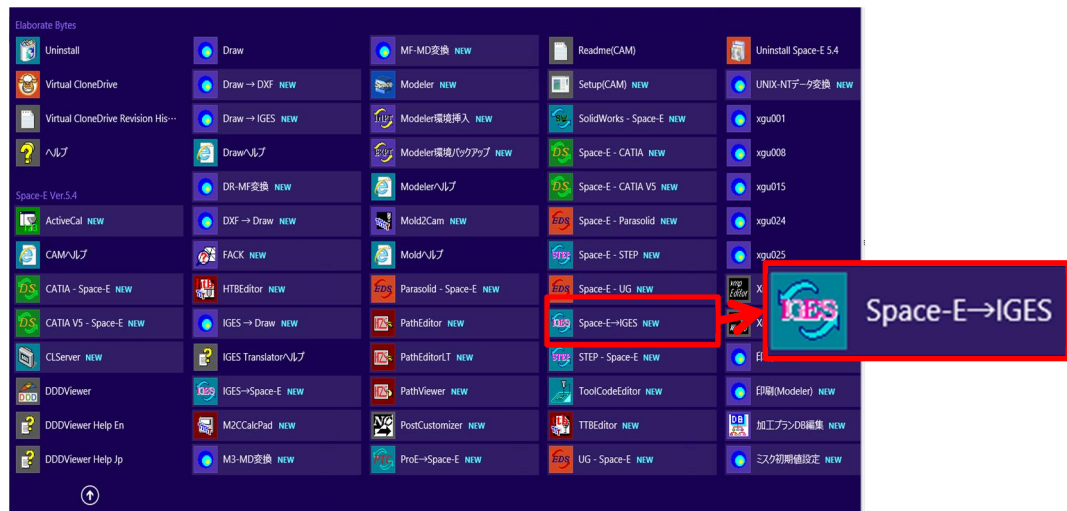 Elaborate Bytes
Uninstall
Virtual CloneDrive
Virtual CloneDrive Revision His…
ヘルプ
Space-E Ver.5.4
ActiveCal NEW
CAMヘルプ
CATIA - Space-E NEW
CATIA V5 - Space-E NEW
CLServer NEW
DDDViewer
DDDViewer Help En
DDDViewer Help Jp
Draw
Draw → DXF NEW
Draw → IGES NEW
Drawヘルプ
DR-MF変換 NEW
DXF → Draw NEW
FACK NEW
HTBEditor NEW
IGES → Draw NEW
IGES Translatorヘルプ
IGES→Space-E NEW
M2CCalcPad NEW
M3-MD変換 NEW
MF-MD変換 NEW
Modeler NEW
Modeler環境挿入 NEW
Modeler環境バックアップ NEW
Modelerヘルプ
Mold2Cam NEW
Moldヘルプ
Parasolid - Space-E NEW
PathEditor NEW
PathEditorLT NEW
PathViewer NEW
PostCustomizer NEW
ProE→Space-E NEW
Readme(CAM)
Setup(CAM) NEW
SolidWorks - Space-E NEW
Space-E - CATIA NEW
Space-E - CATIA V5 NEW
Space-E - Parasolid NEW
Space-E - STEP NEW
Space-E - UG NEW
Space-E→IGES NEW
STEP - Space-E NEW
ToolCodeEditor NEW
TTBEditor NEW
UG - Space-E NEW
Uninstall Space-E 5.4
UNIX-NTデータ変換 NEW
xgu001
xgu008
xgu015
xgu024
xgu025
印刷(Modeler) NEW
加工プランDB編集 NEW
ミスク初期値設定 NEW
IGES Space-E→IGES